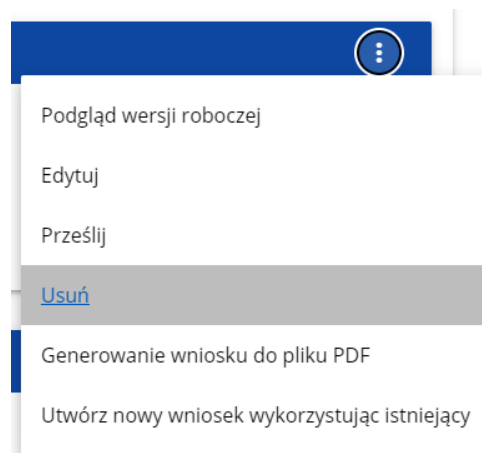 Podgląd wersji roboczej
Edytuj
Prześlij
Usuń
Generowanie wniosku do pliku PDF
Utwórz nowy wniosek wykorzystując istniejący